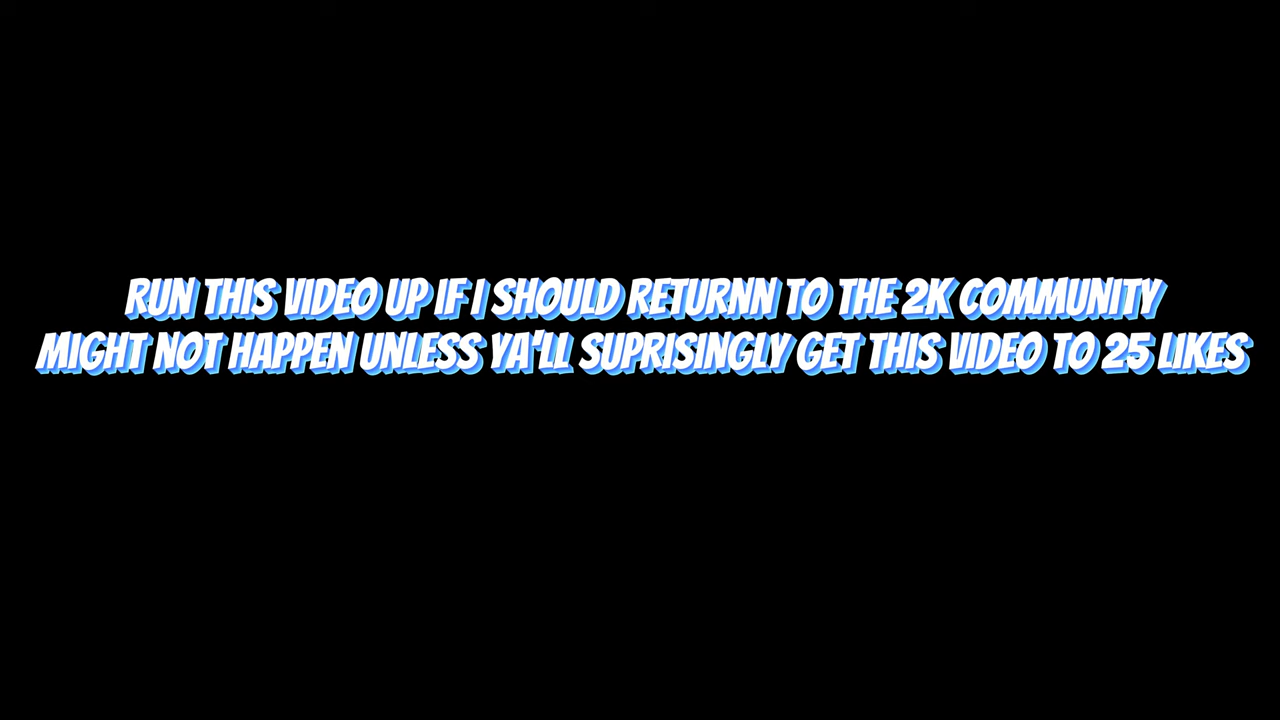 RUN THIS VIDEO UP IF I SHOULD RETURNN TO THE 2K COMMUNITY
MIGHT NOT HAPPEN UNLESS YA'LL SUPRISINGLY GET THIS VIDEO TO 25 LIKES